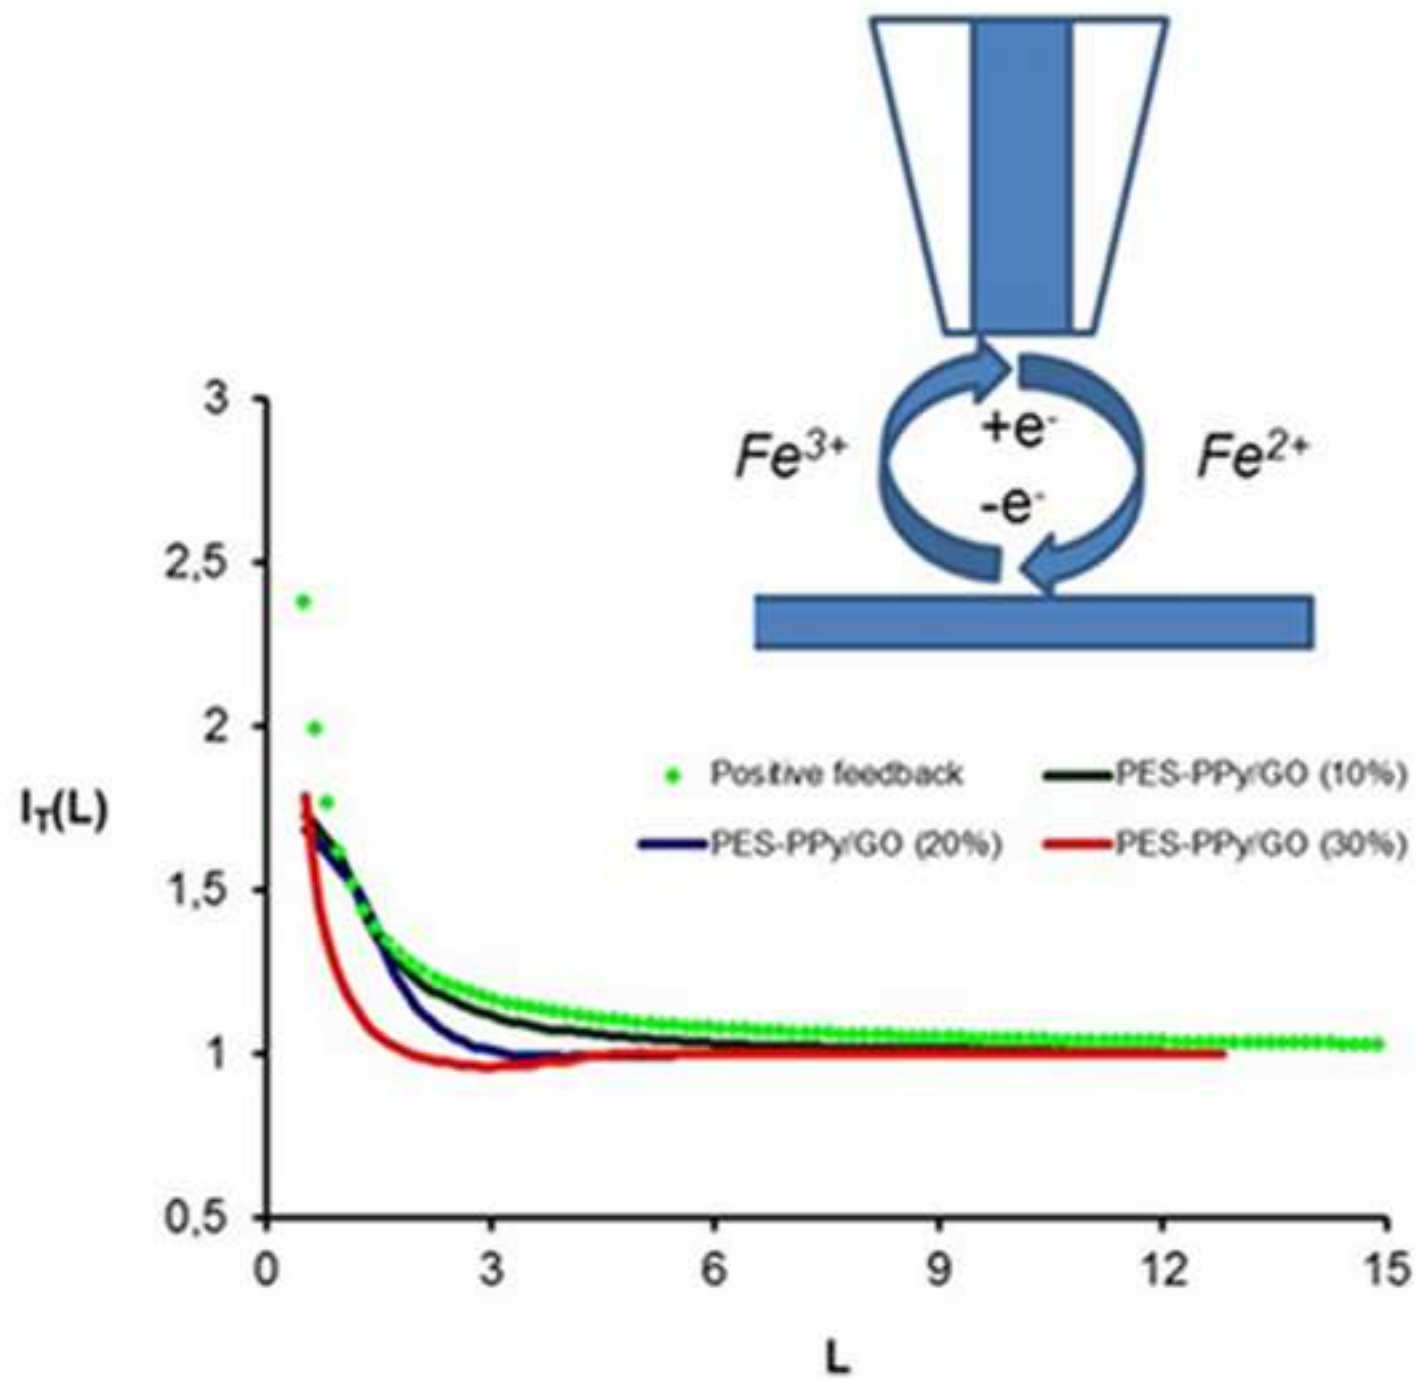 Fe³⁺ +e⁻ Fe²⁺
-e⁻
3
2,5
2
1,5
1
0,5
I_T(L)
Positive feedback PES-PPy/GO (10%)
PES-PPy/GO (20%) PES-PPy/GO (30%)
0 3 6 9 12 15
L